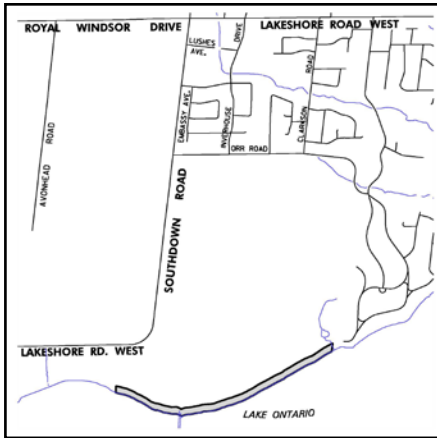 ROYAL WINDSOR DRIVE
LAKESHORE ROAD WEST
LUSHES
AVE.
DRIVE
ROAD
AVONHEAD ROAD
EMBASSY AVE.
INVERHOUSE
CLARKSON
ORR ROAD
SOUTHDOWN ROAD
LAKESHORE RD. WEST
LAKE ONTARIO